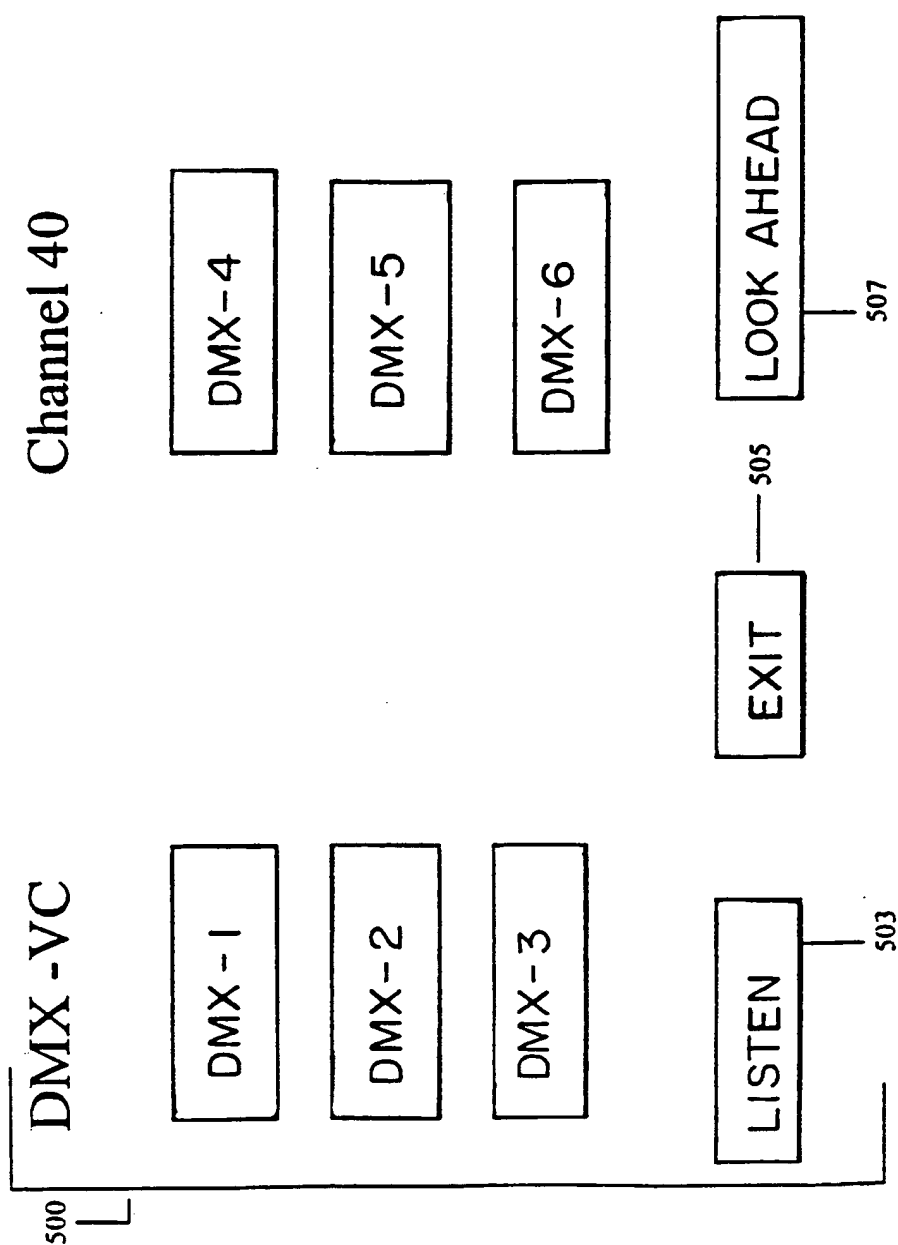 500
DMX -VC
Channel 40
DMX-1
DMX-4
DMX-2
DMX-5
DMX-3
DMX-6
LISTEN
EXIT
505
LOOK AHEAD
503
507